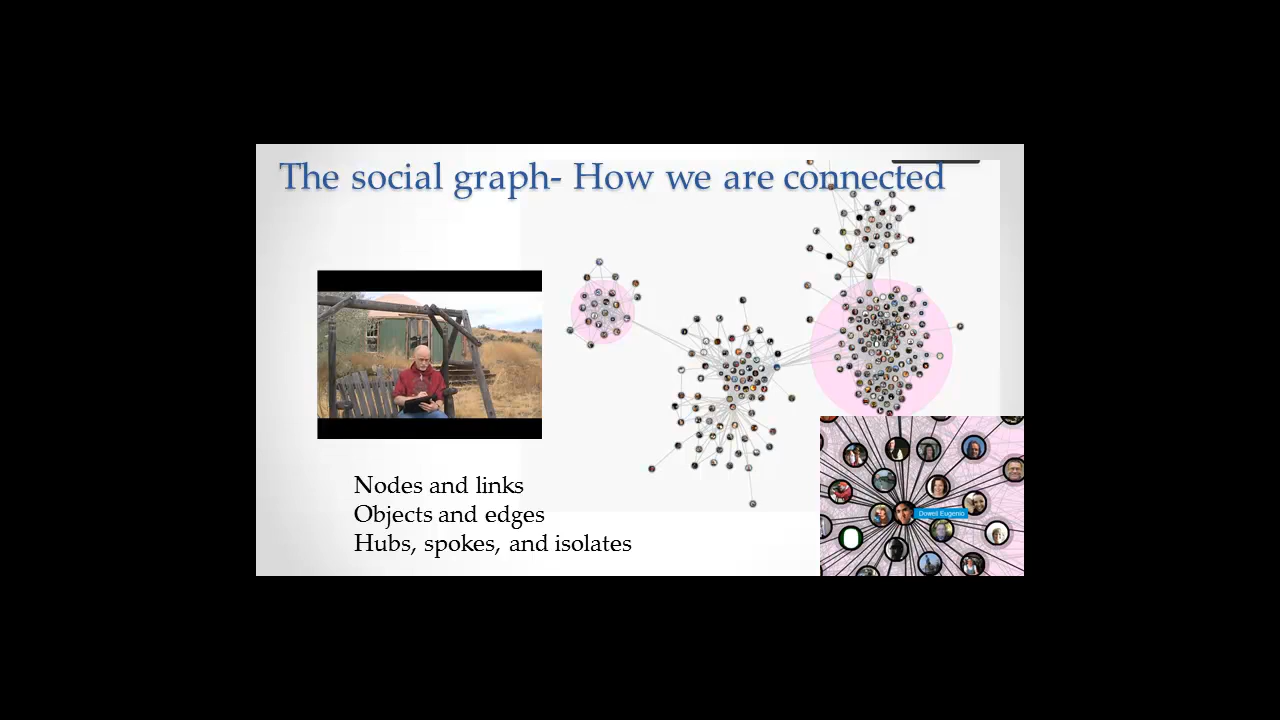 The social graph- How we are connected
Nodes and links
Objects and edges
Hubs, spokes, and isolates
Dowell Eugenio